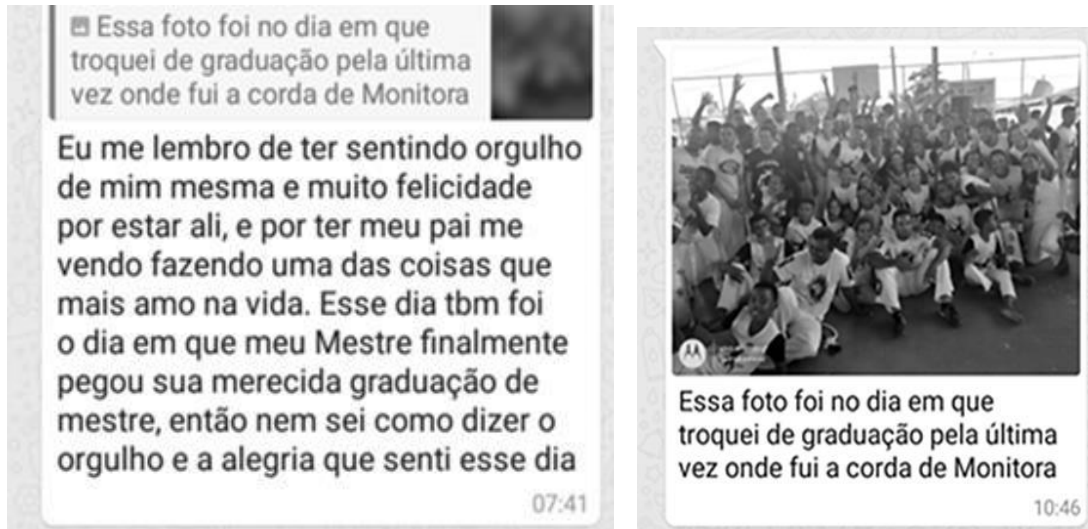 Essa foto foi no dia em que
troquei de graduação pela última
vez onde fui a corda de Monitora
Eu me lembro de ter sentindo orgulho
de mim mesma e muito felicidade
por estar ali, e por ter meu pai me
vendo fazendo uma das coisas que
mais amo na vida. Esse dia tbm foi
o dia em que meu Mestre finalmente
pegou sua merecida graduação de
mestre, então nem sei como dizer o
orgulho e a alegria que senti esse dia
07:41
Essa foto foi no dia em que
troquei de graduação pela última
vez onde fui a corda de Monitora
10:46